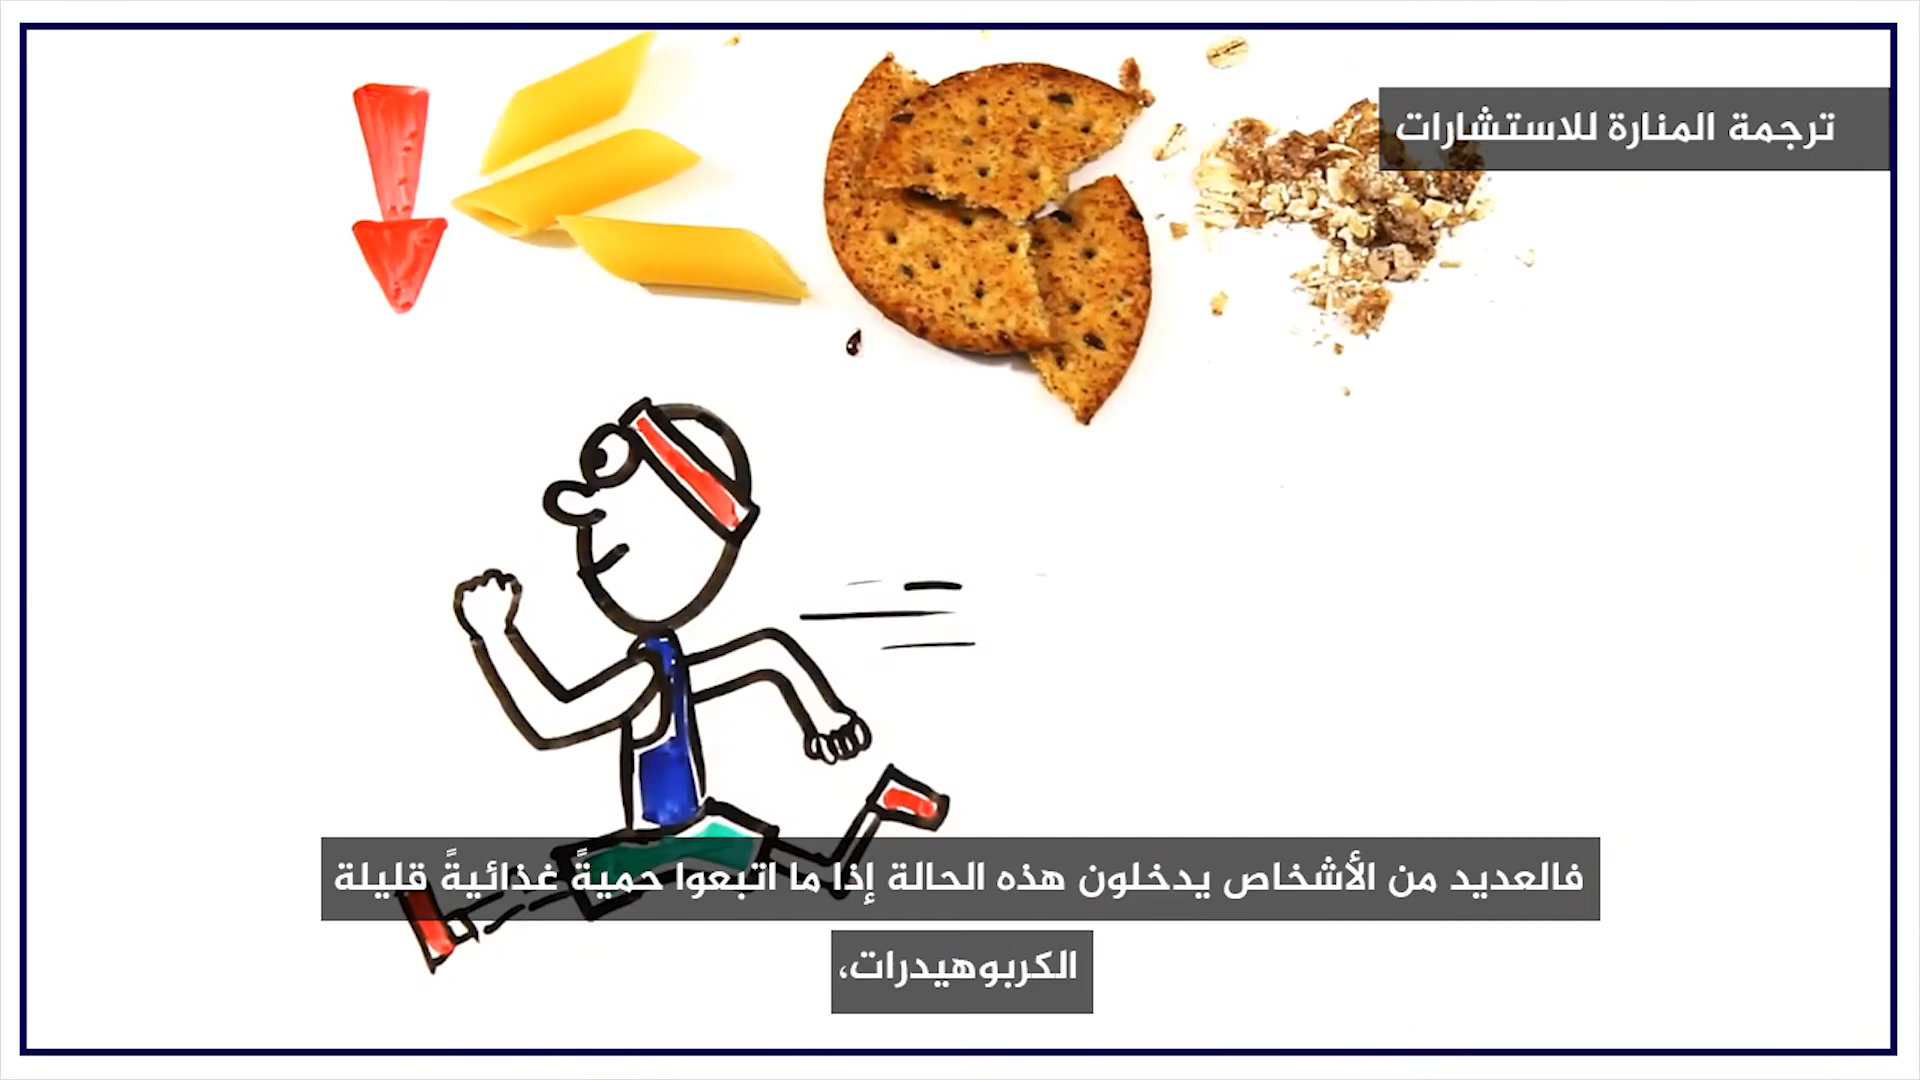 ترجمة المنارة للاستشارات
فالعديد من الأشخاص يدخلون هذه الحالة إذا ما اتبعوا حميةً غذائيةً قليلة
الكربوهيدرات،